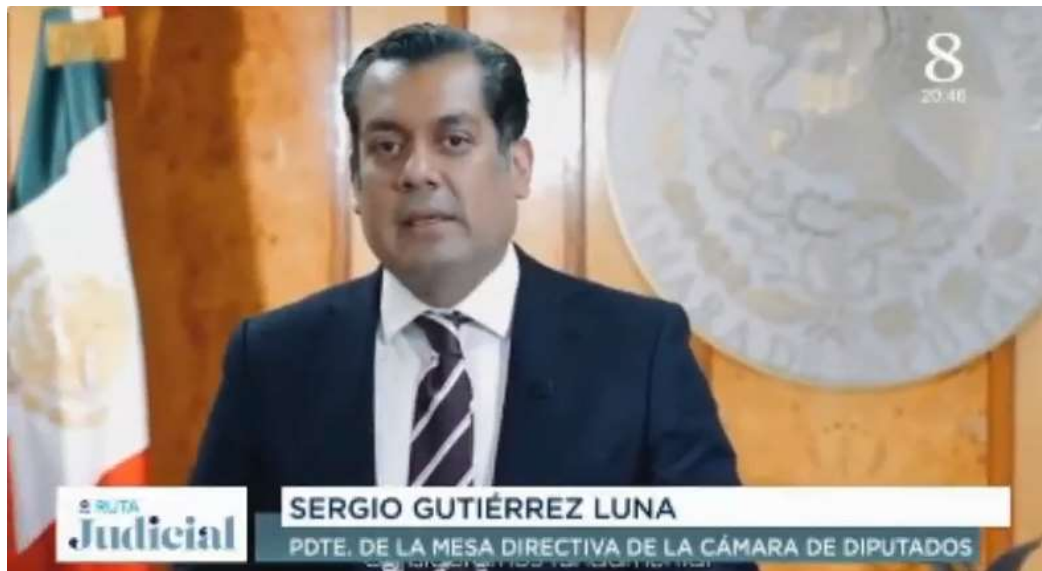 8
20:46
RUTA
Judicial
SERGIO GUTIÉRREZ LUNA
PDTE. DE LA MESA DIRECTIVA DE LA CÁMARA DE DIPUTADOS